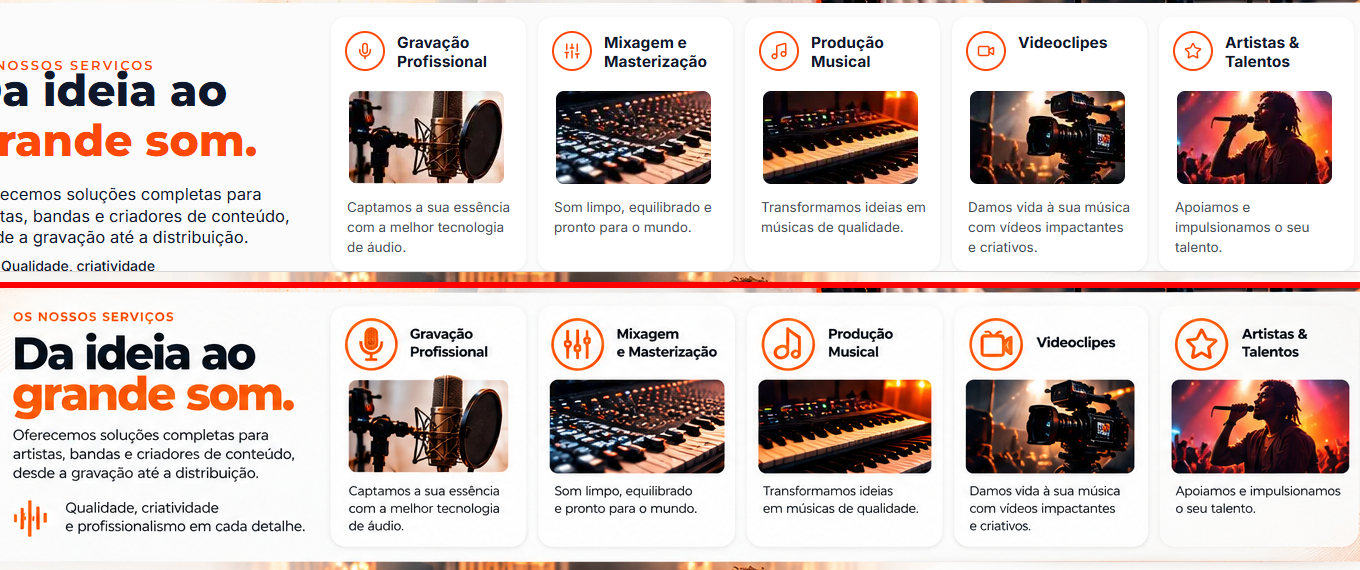 NOSSOS SERVIÇOS
a ideia ao
rande som.
ecemos soluções completas para
tas, bandas e criadores de conteúdo,
de a gravação até a distribuição.
Qualidade, criatividade
Gravação
Profissional
Captamos a sua essência
com a melhor tecnologia
de áudio.
Mixagem e
Masterização
Som limpo, equilibrado e
pronto para o mundo.
Produção
Musical
Transformamos ideias em
músicas de qualidade.
Videoclipes
Damos vida à sua música
com vídeos impactantes
e criativos.
Artistas &
Talentos
Apoiamos e
impulsionamos o seu
talento.
OS NOSSOS SERVIÇOS
Da ideia ao
grande som.
Oferecemos soluções completas para
artistas, bandas e criadores de conteúdo,
desde a gravação até a distribuição.
Qualidade, criatividade
e profissionalismo em cada detalhe.
Gravação
Profissional
Captamos a sua essência
com a melhor tecnologia
de áudio.
Mixagem
e Masterização
Som limpo, equilibrado
e pronto para o mundo.
Produção
Musical
Transformamos ideias
em músicas de qualidade.
Videoclipes
Damos vida à sua música
com vídeos impactantes
e criativos.
Artistas &
Talentos
Apoiamos e impulsionamos
o seu talento.